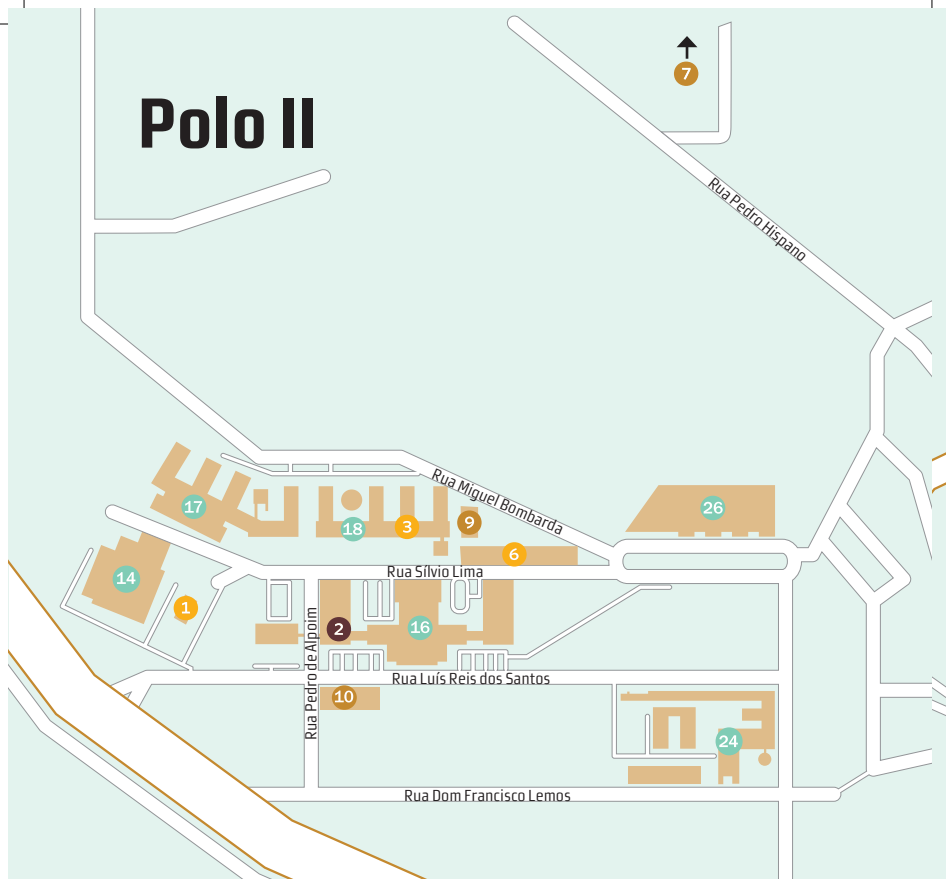 7
Polo II
Rua Pedro Hispano
Rua Miguel Bombarda
17
26
18
3
9
6
Rua Sílvio Lima
14
1
2
16
Rua Pedro de Alpoim
Rua Luís Reis dos Santos
10
24
Rua Dom Francisco Lemos